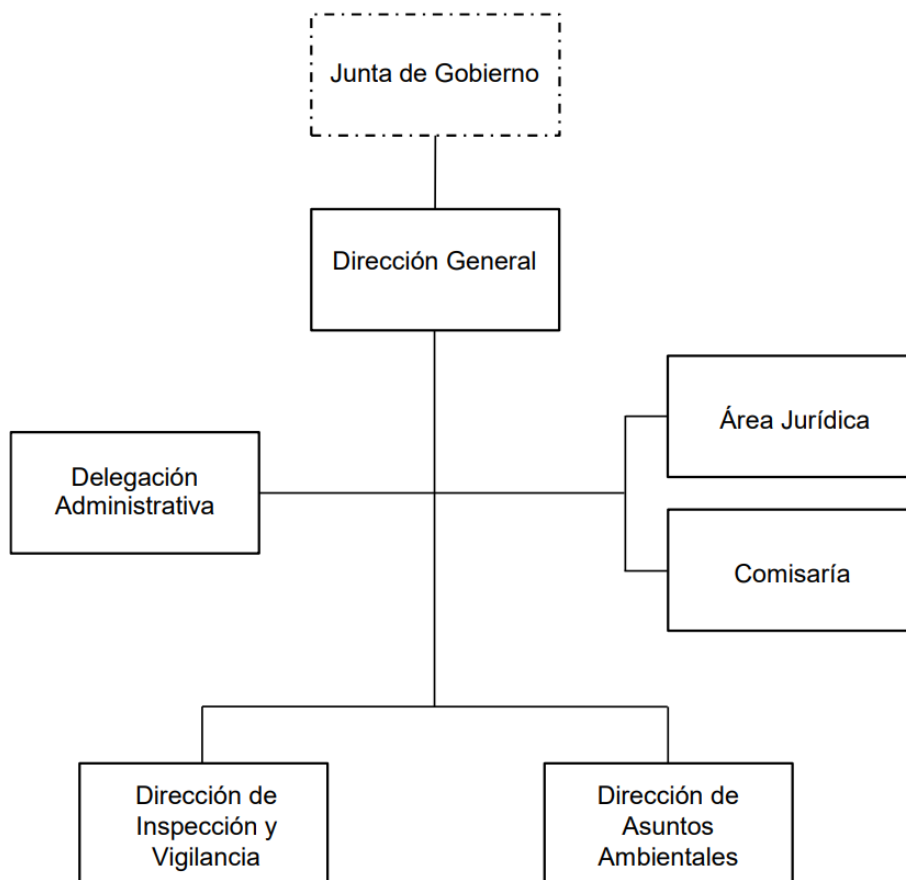 Junta de Gobierno
Dirección General
Área Jurídica
Delegación
Administrativa
Comisaría
Dirección de
Inspección y
Vigilancia
Dirección de
Asuntos
Ambientales